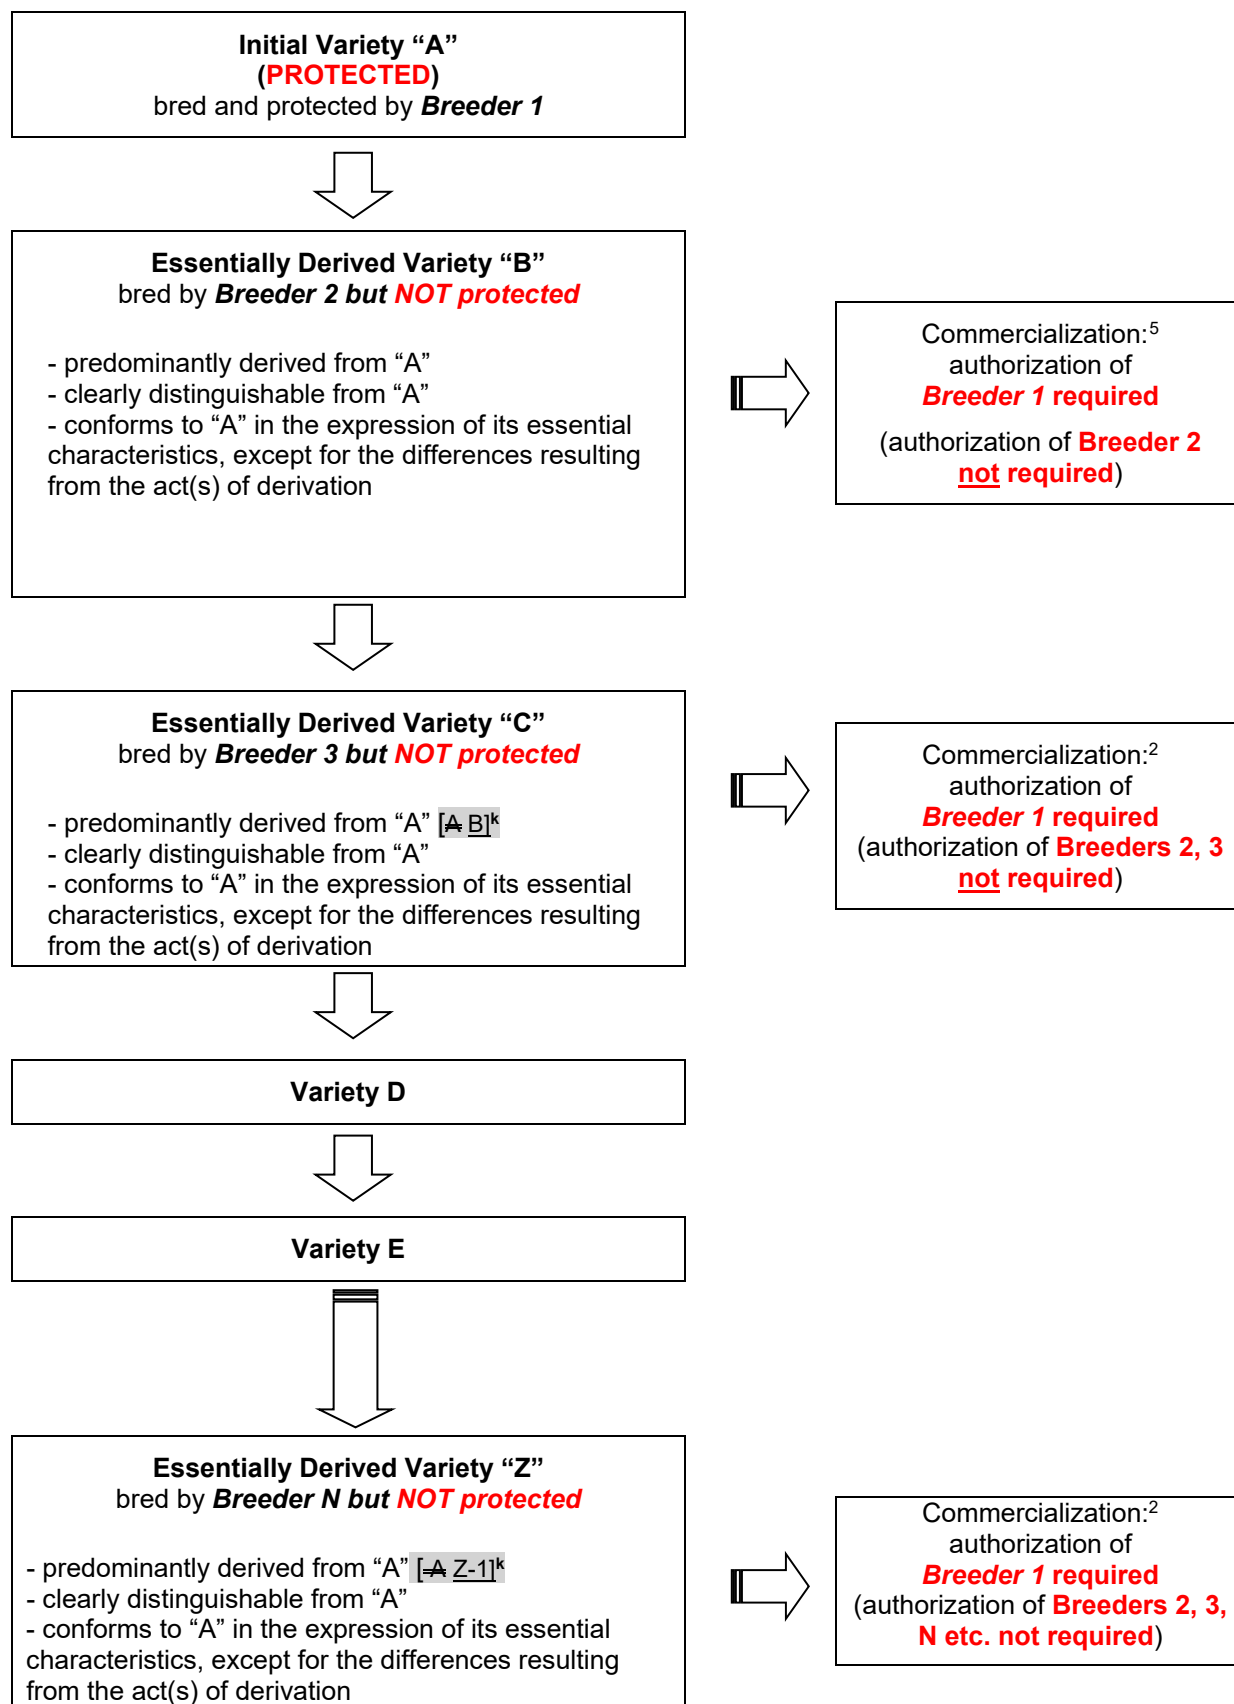 Initial Variety “A”
(PROTECTED)
bred and protected by Breeder 1
Essentially Derived Variety “B”
bred by Breeder 2 but NOT protected
- predominantly derived from “A”
- clearly distinguishable from “A”
- conforms to “A” in the expression of its essential
characteristics, except for the differences resulting
from the act(s) of derivation
Commercialization:5
authorization of
Breeder 1 required
(authorization of Breeder 2
not required)
Essentially Derived Variety “C”
bred by Breeder 3 but NOT protected
- predominantly derived from “A” [A B]k
- clearly distinguishable from “A”
- conforms to “A” in the expression of its essential
characteristics, except for the differences resulting
from the act(s) of derivation
Commercialization:2
authorization of
Breeder 1 required
(authorization of Breeders 2, 3
not required)
Variety D
Variety E
Essentially Derived Variety “Z”
bred by Breeder N but NOT protected
- predominantly derived from “A” [ A Z-1]k
- clearly distinguishable from “A”
- conforms to “A” in the expression of its essential
characteristics, except for the differences resulting
from the act(s) of derivation
Commercialization:2
authorization of
Breeder 1 required
(authorization of Breeders 2, 3,
N etc. not required)